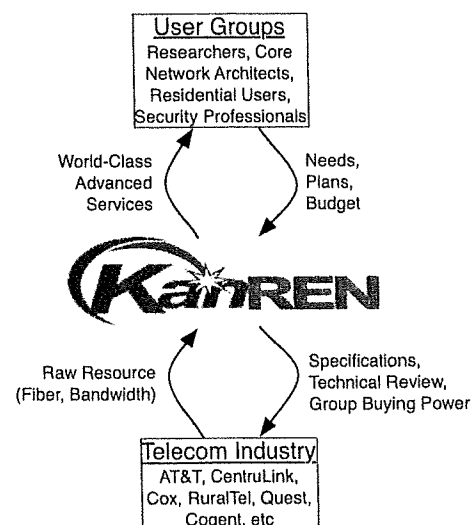 User Groups
Researchers, Core
Network Architects,
Residential Users,
Security Professionals
World-Class
Advanced
Services
Needs,
Plans,
Budget
KanREN
Raw Resource
(Fiber, Bandwidth)
Specifications,
Technical Review,
Group Buying Power
Telecom Industry
AT&T, CentruLink,
Cox, RuralTel, Quest,
Cogent, etc